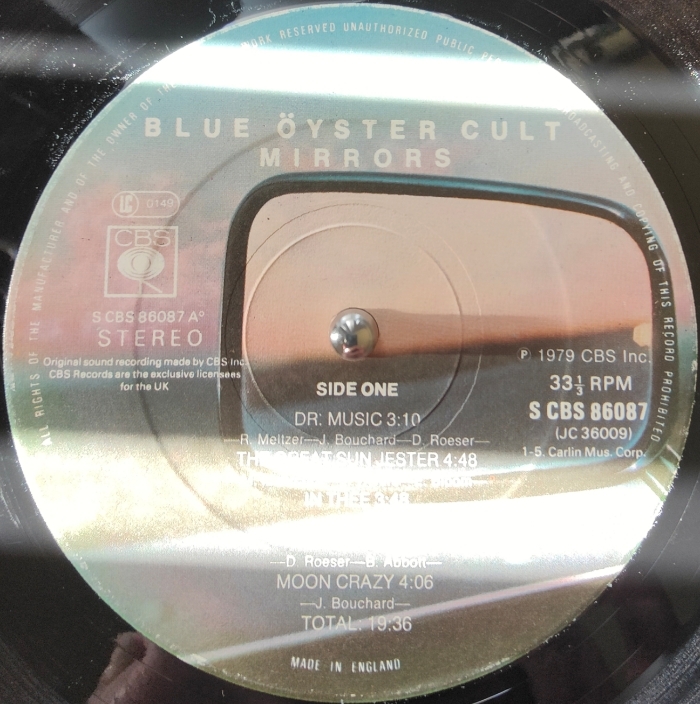 BLUE ÖYSTER CULT
MIRRORS
LC 0149
CBS
S CBS 86087 A°
STEREO
Original sound recording made by CBS Inc.
CBS Records are the exclusive licensees
for the UK
℗ 1979 CBS Inc.
33⅓ RPM
S CBS 86087
(JC 36009)
1-5. Carlin Mus. Corp.
SIDE ONE
DR: MUSIC 3:10
—R. Meltzer—J. Bouchard—D. Roeser—
THE GREAT SUN JESTER 4:48
Bloom—
IN THEE 3:48
—D. Roeser—B. Abbott—
MOON CRAZY 4:06
—J. Bouchard—
TOTAL: 19:36
MADE IN ENGLAND
ALL RIGHTS OF THE MANUFACTURER AND OF THE OWNER OF THE WORK RESERVED UNAUTHORIZED PUBLIC BROADCASTING AND COPYING OF THIS RECORD PROHIBITED